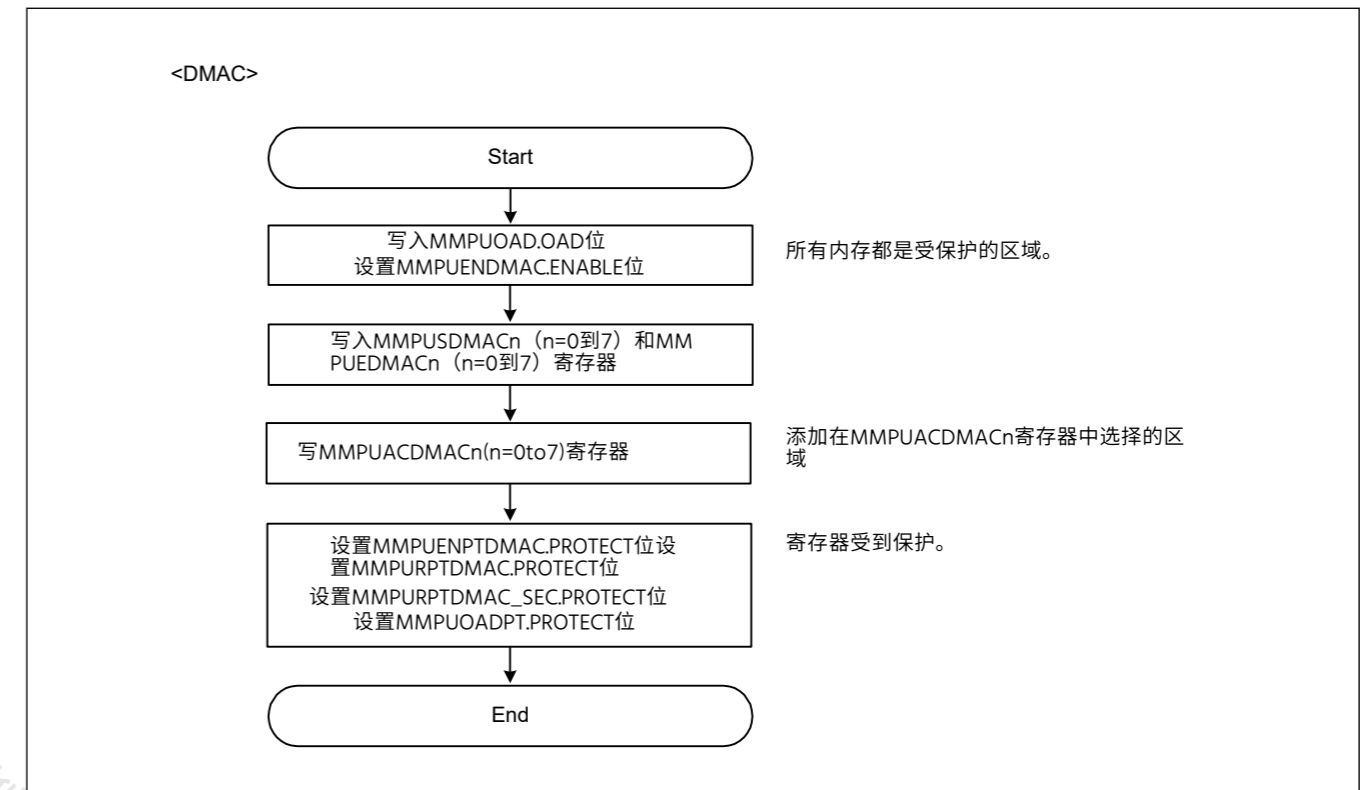 <DMAC>
Start
写入MMPUOAD.OAD位
设置MMPUENDMAC.ENABLE位
所有内存都是受保护的区域。
写入MMPUSDMACn（n=0到7）和MM
PUEDMACn（n=0到7）寄存器
写MMPUACDMACn(n=0to7)寄存器
添加在MMPUACDMACn寄存器中选择的区
域
设置MMPUENPTDMAC.PROTECT位设
置MMPURPTDMAC.PROTECT位
设置MMPURPTDMAC_SEC.PROTECT位
设置MMPUOADPT.PROTECT位
寄存器受到保护。
End